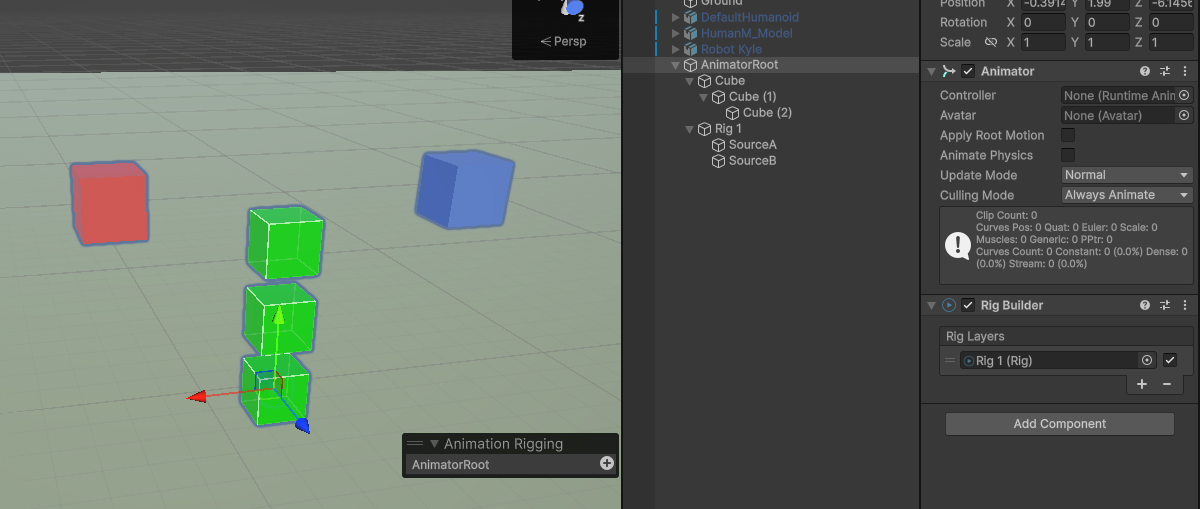 z
Persp
Animation Rigging
AnimatorRoot
Ground
DefaultHumanoid
HumanM_Model
Robot Kyle
AnimatorRoot
Cube
Cube (1)
Cube (2)
Rig 1
SourceA
SourceB
Position X -0.3914 Y 1.99 Z -6.1456
Rotation X 0 Y 0 Z 0
Scale X 1 Y 1 Z 1
Animator
Controller None (Runtime Anin
Avatar None (Avatar)
Apply Root Motion
Animate Physics
Update Mode Normal
Culling Mode Always Animate
Clip Count: 0
Curves Pos: 0 Quat: 0 Euler: 0 Scale: 0
Muscles: 0 Generic: 0 PPtr: 0
Curves Count: 0 Constant: 0 (0.0%) Dense: 0
(0.0%) Stream: 0 (0.0%)
Rig Builder
Rig Layers
Rig 1 (Rig)
Add Component